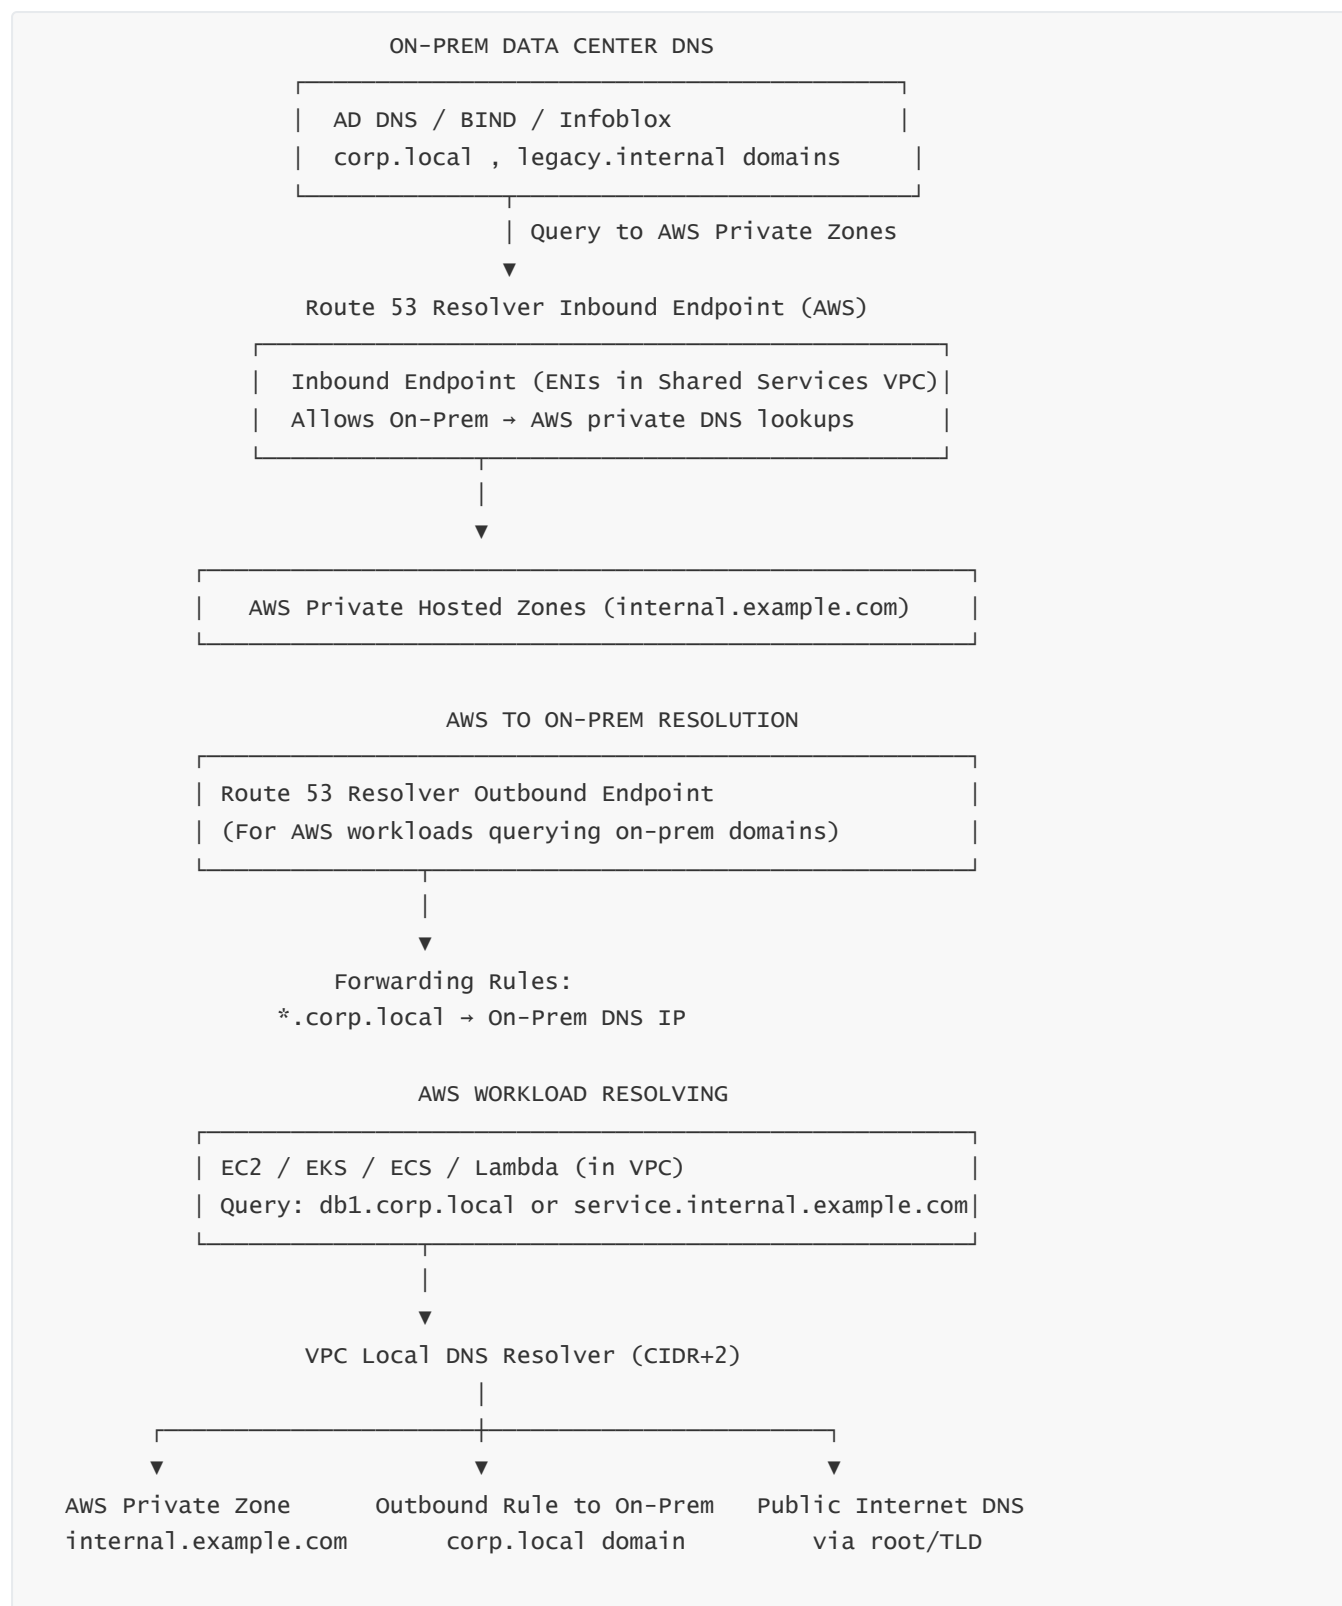 ON-PREM DATA CENTER DNS
AD DNS / BIND / Infoblox
corp.local , legacy.internal domains
Query to AWS Private Zones
Route 53 Resolver Inbound Endpoint (AWS)
Inbound Endpoint (ENIs in Shared Services VPC)
Allows On-Prem → AWS private DNS lookups
AWS Private Hosted Zones (internal.example.com)
AWS TO ON-PREM RESOLUTION
Route 53 Resolver Outbound Endpoint
(For AWS workloads querying on-prem domains)
Forwarding Rules:
*.corp.local → On-Prem DNS IP
AWS WORKLOAD RESOLVING
EC2 / EKS / ECS / Lambda (in VPC)
Query: db1.corp.local or service.internal.example.com
VPC Local DNS Resolver (CIDR+2)
AWS Private Zone Outbound Rule to On-Prem Public Internet DNS
internal.example.com corp.local domain via root/TLD